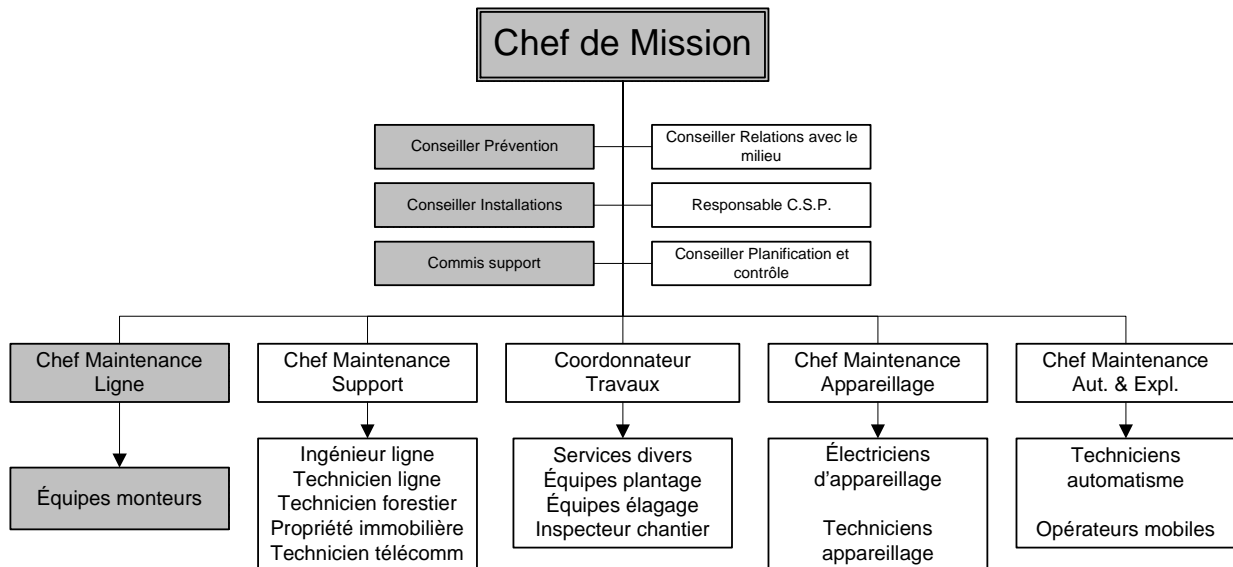 Chef de Mission
Conseiller Prévention
Conseiller Relations avec le
milieu
Conseiller Installations
Responsable C.S.P.
Commis support
Conseiller Planification et
contrôle
Chef Maintenance
Ligne
Chef Maintenance
Support
Coordonnateur
Travaux
Chef Maintenance
Appareillage
Chef Maintenance
Aut. & Expl.
Équipes monteurs
Ingénieur ligne
Technicien ligne
Technicien forestier
Propriété immobilière
Technicien télécomm
Services divers
Équipes plantage
Équipes élagage
Inspecteur chantier
Électriciens
d'appareillage
Techniciens
appareillage
Techniciens
automatisme
Opérateurs mobiles